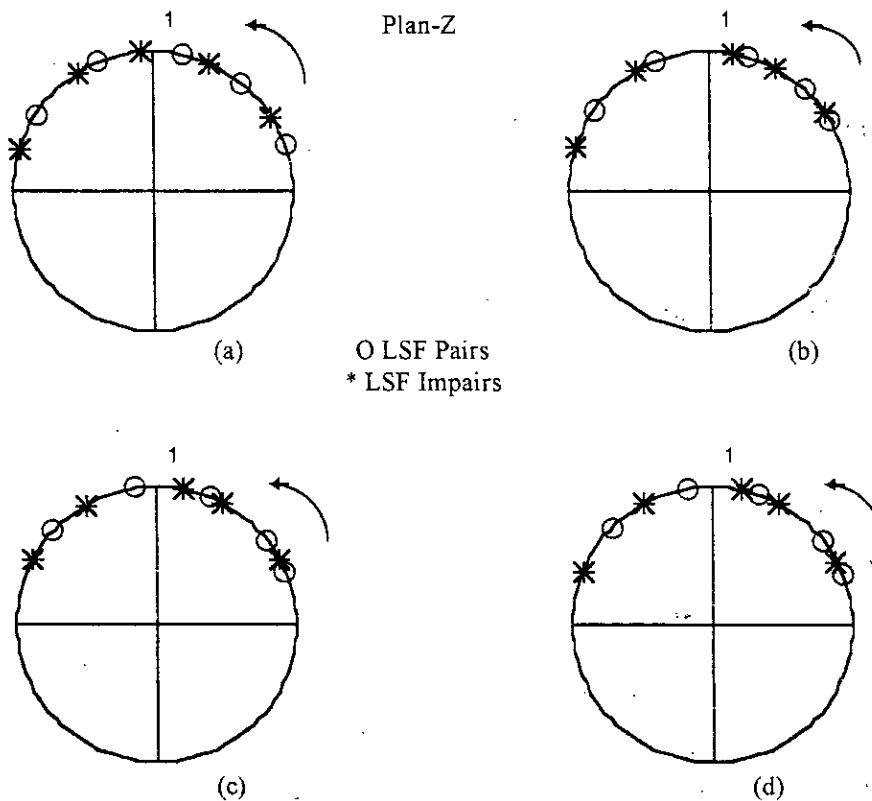 1
Plan-Z
1
(a)
(b)
O LSF Pairs
* LSF Impairs
1
1
(c)
(d)